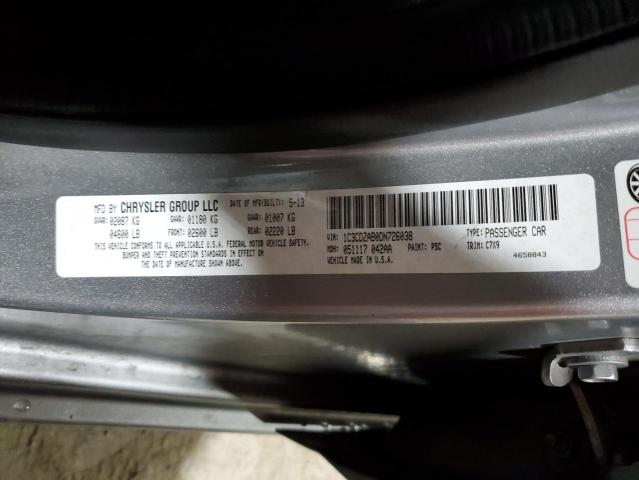 MFD BY CHRYSLER GROUP LLC DATE OF MFR(BUILT): 5-13
GVWR: 02087 KG GAWR: 01180 KG GAWR: 01007 KG
04600 LB FRONT: 02600 LB REAR: 02220 LB
THIS VEHICLE CONFORMS TO ALL APPLICABLE U.S.A. FEDERAL MOTOR VEHICLE SAFETY,
BUMPER AND THEFT PREVENTION STANDARDS IN EFFECT ON
THE DATE OF MANUFACTURE SHOWN ABOVE.
VIN: 1C3CDZAB0DN726038 TYPE: PASSENGER CAR
MDH: 051117 042AA PAINT: PSC TRIM: C7X9
VEHICLE MADE IN U.S.A. 4658843